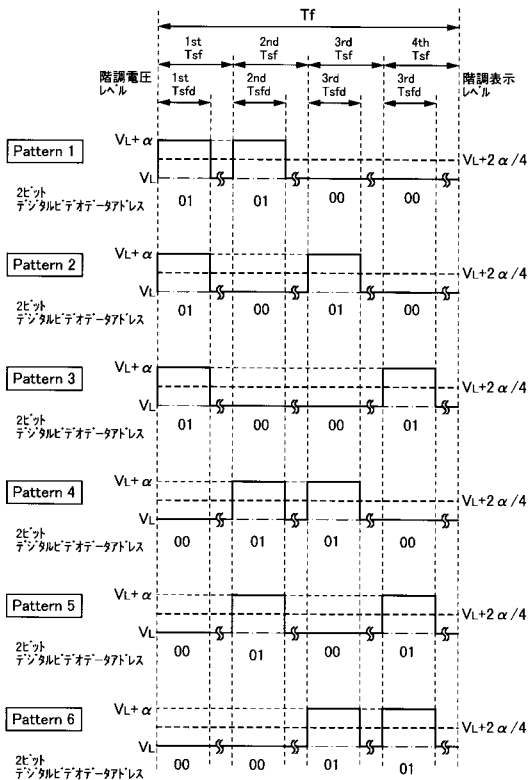 Tf
1st Tsf 2nd Tsf 3rd Tsf 4th Tsf
階調電圧レベル 1st Tsfd 2nd Tsfd 3rd Tsfd 3rd Tsfd 階調表示レベル
Pattern 1
VL+α
VL+2α/4
VL
2ビット
デジタルビデオデータアドレス
01 01 00 00
Pattern 2
VL+α
VL+2α/4
VL
2ビット
デジタルビデオデータアドレス
01 00 01 00
Pattern 3
VL+α
VL+2α/4
VL
2ビット
デジタルビデオデータアドレス
01 00 00 01
Pattern 4
VL+α
VL+2α/4
VL
2ビット
デジタルビデオデータアドレス
00 01 01 00
Pattern 5
VL+α
VL+2α/4
VL
2ビット
デジタルビデオデータアドレス
00 01 00 01
Pattern 6
VL+α
VL+2α/4
VL
2ビット
デジタルビデオデータアドレス
00 00 01 01